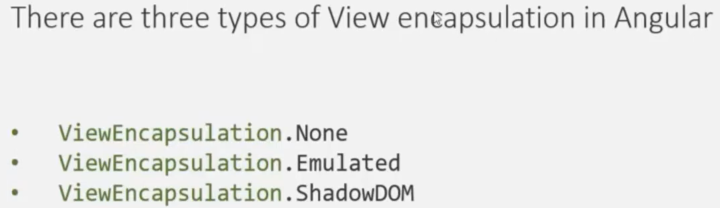 There are three types of View encapsulation in Angular
• ViewEncapsulation.None
• ViewEncapsulation.Emulated
• ViewEncapsulation.ShadowDOM